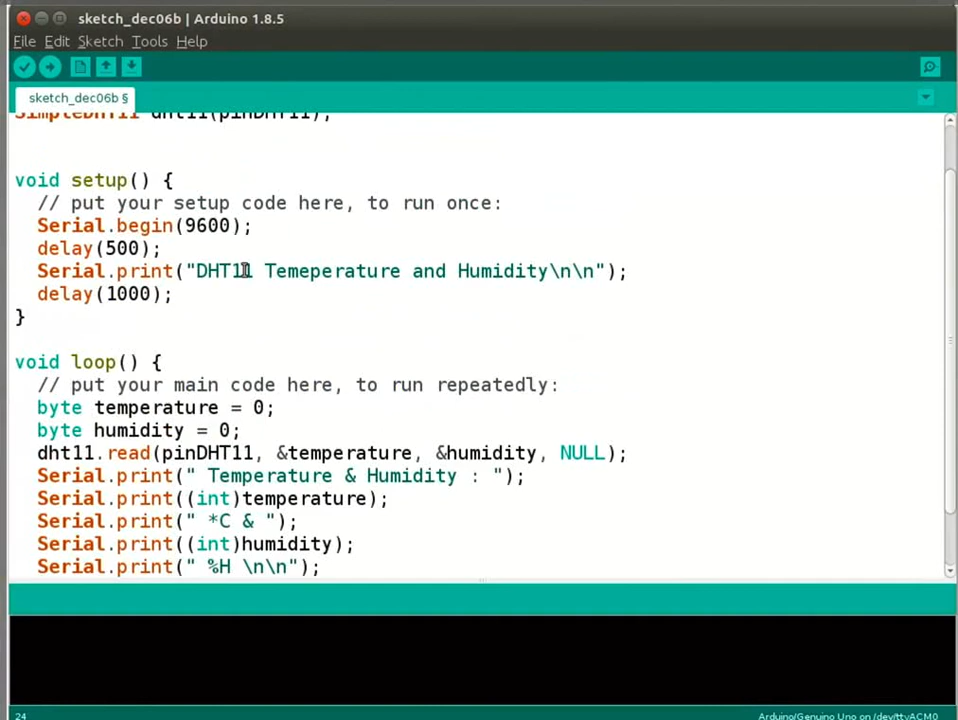 sketch_dec06b | Arduino 1.8.5
File Edit Sketch Tools Help
sketch_dec06b §
SimpleDHT11 dht11(pinDHT11);
void setup() {
// put your setup code here, to run once:
Serial.begin(9600);
delay(500);
Serial.print("DHT11 Temeperature and Humidity\n\n");
delay(1000);
}
void loop() {
// put your main code here, to run repeatedly:
byte temperature = 0;
byte humidity = 0;
dht11.read(pinDHT11, &temperature, &humidity, NULL);
Serial.print(" Temperature & Humidity : ");
Serial.print((int)temperature);
Serial.print(" *C & ");
Serial.print((int)humidity);
Serial.print(" %H \n\n");
24
Arduino/Genuino Uno on /dev/ttyACM0